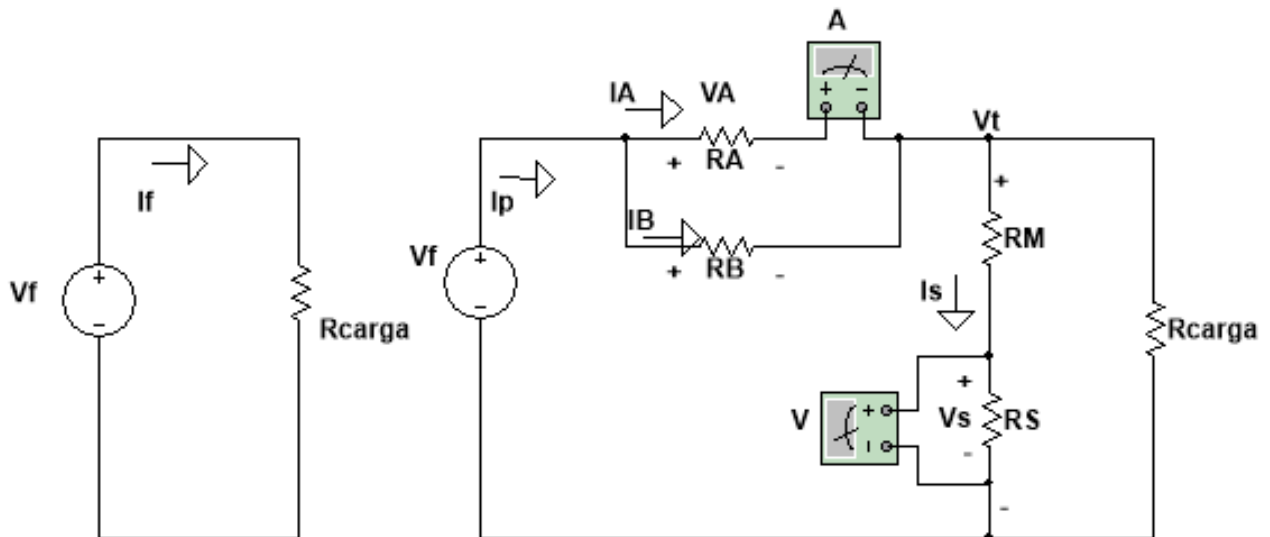 A
IA
VA
+ -
Vt
+ RA -
+
If
Ip
IB
RM
Vf
+
-
Vf
+
-
+ RB -
Is
Rcarga
Rcarga
V
+
-
+
Vs
-
RS
-